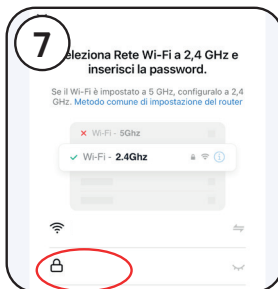 7
eleziona Rete Wi-Fi a 2,4 GHz e
inserisci la password.
Se il Wi-Fi è impostato a 5 GHz, configuralo a 2,4
GHz. Metodo comune di impostazione del router
Wi-Fi - 5Ghz
Wi-Fi - 2.4Ghz